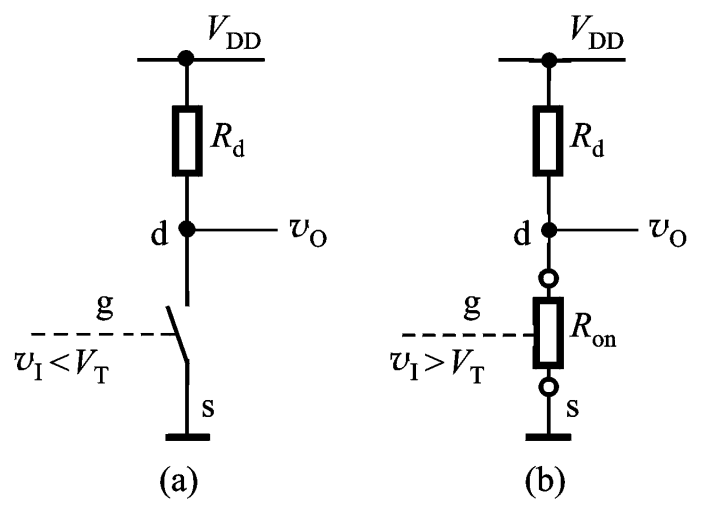 V_DD
R_d
d
v_O
g
v_I < V_T
s
(a)
V_DD
R_d
d
v_O
g
R_on
v_I > V_T
s
(b)